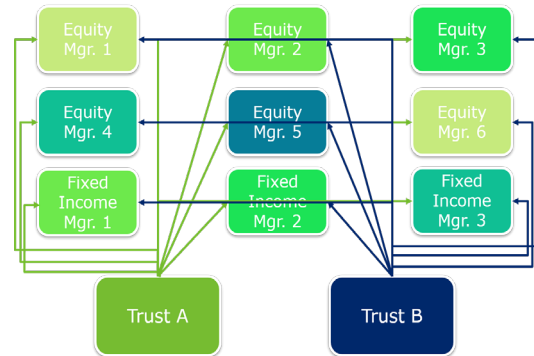 Equity
Mgr. 1
Equity
Mgr. 2
Equity
Mgr. 3
Equity
Mgr. 4
Equity
Mgr. 5
Equity
Mgr. 6
Fixed
Income
Mgr. 1
Fixed
Income
Mgr. 2
Fixed
Income
Mgr. 3
Trust A
Trust B